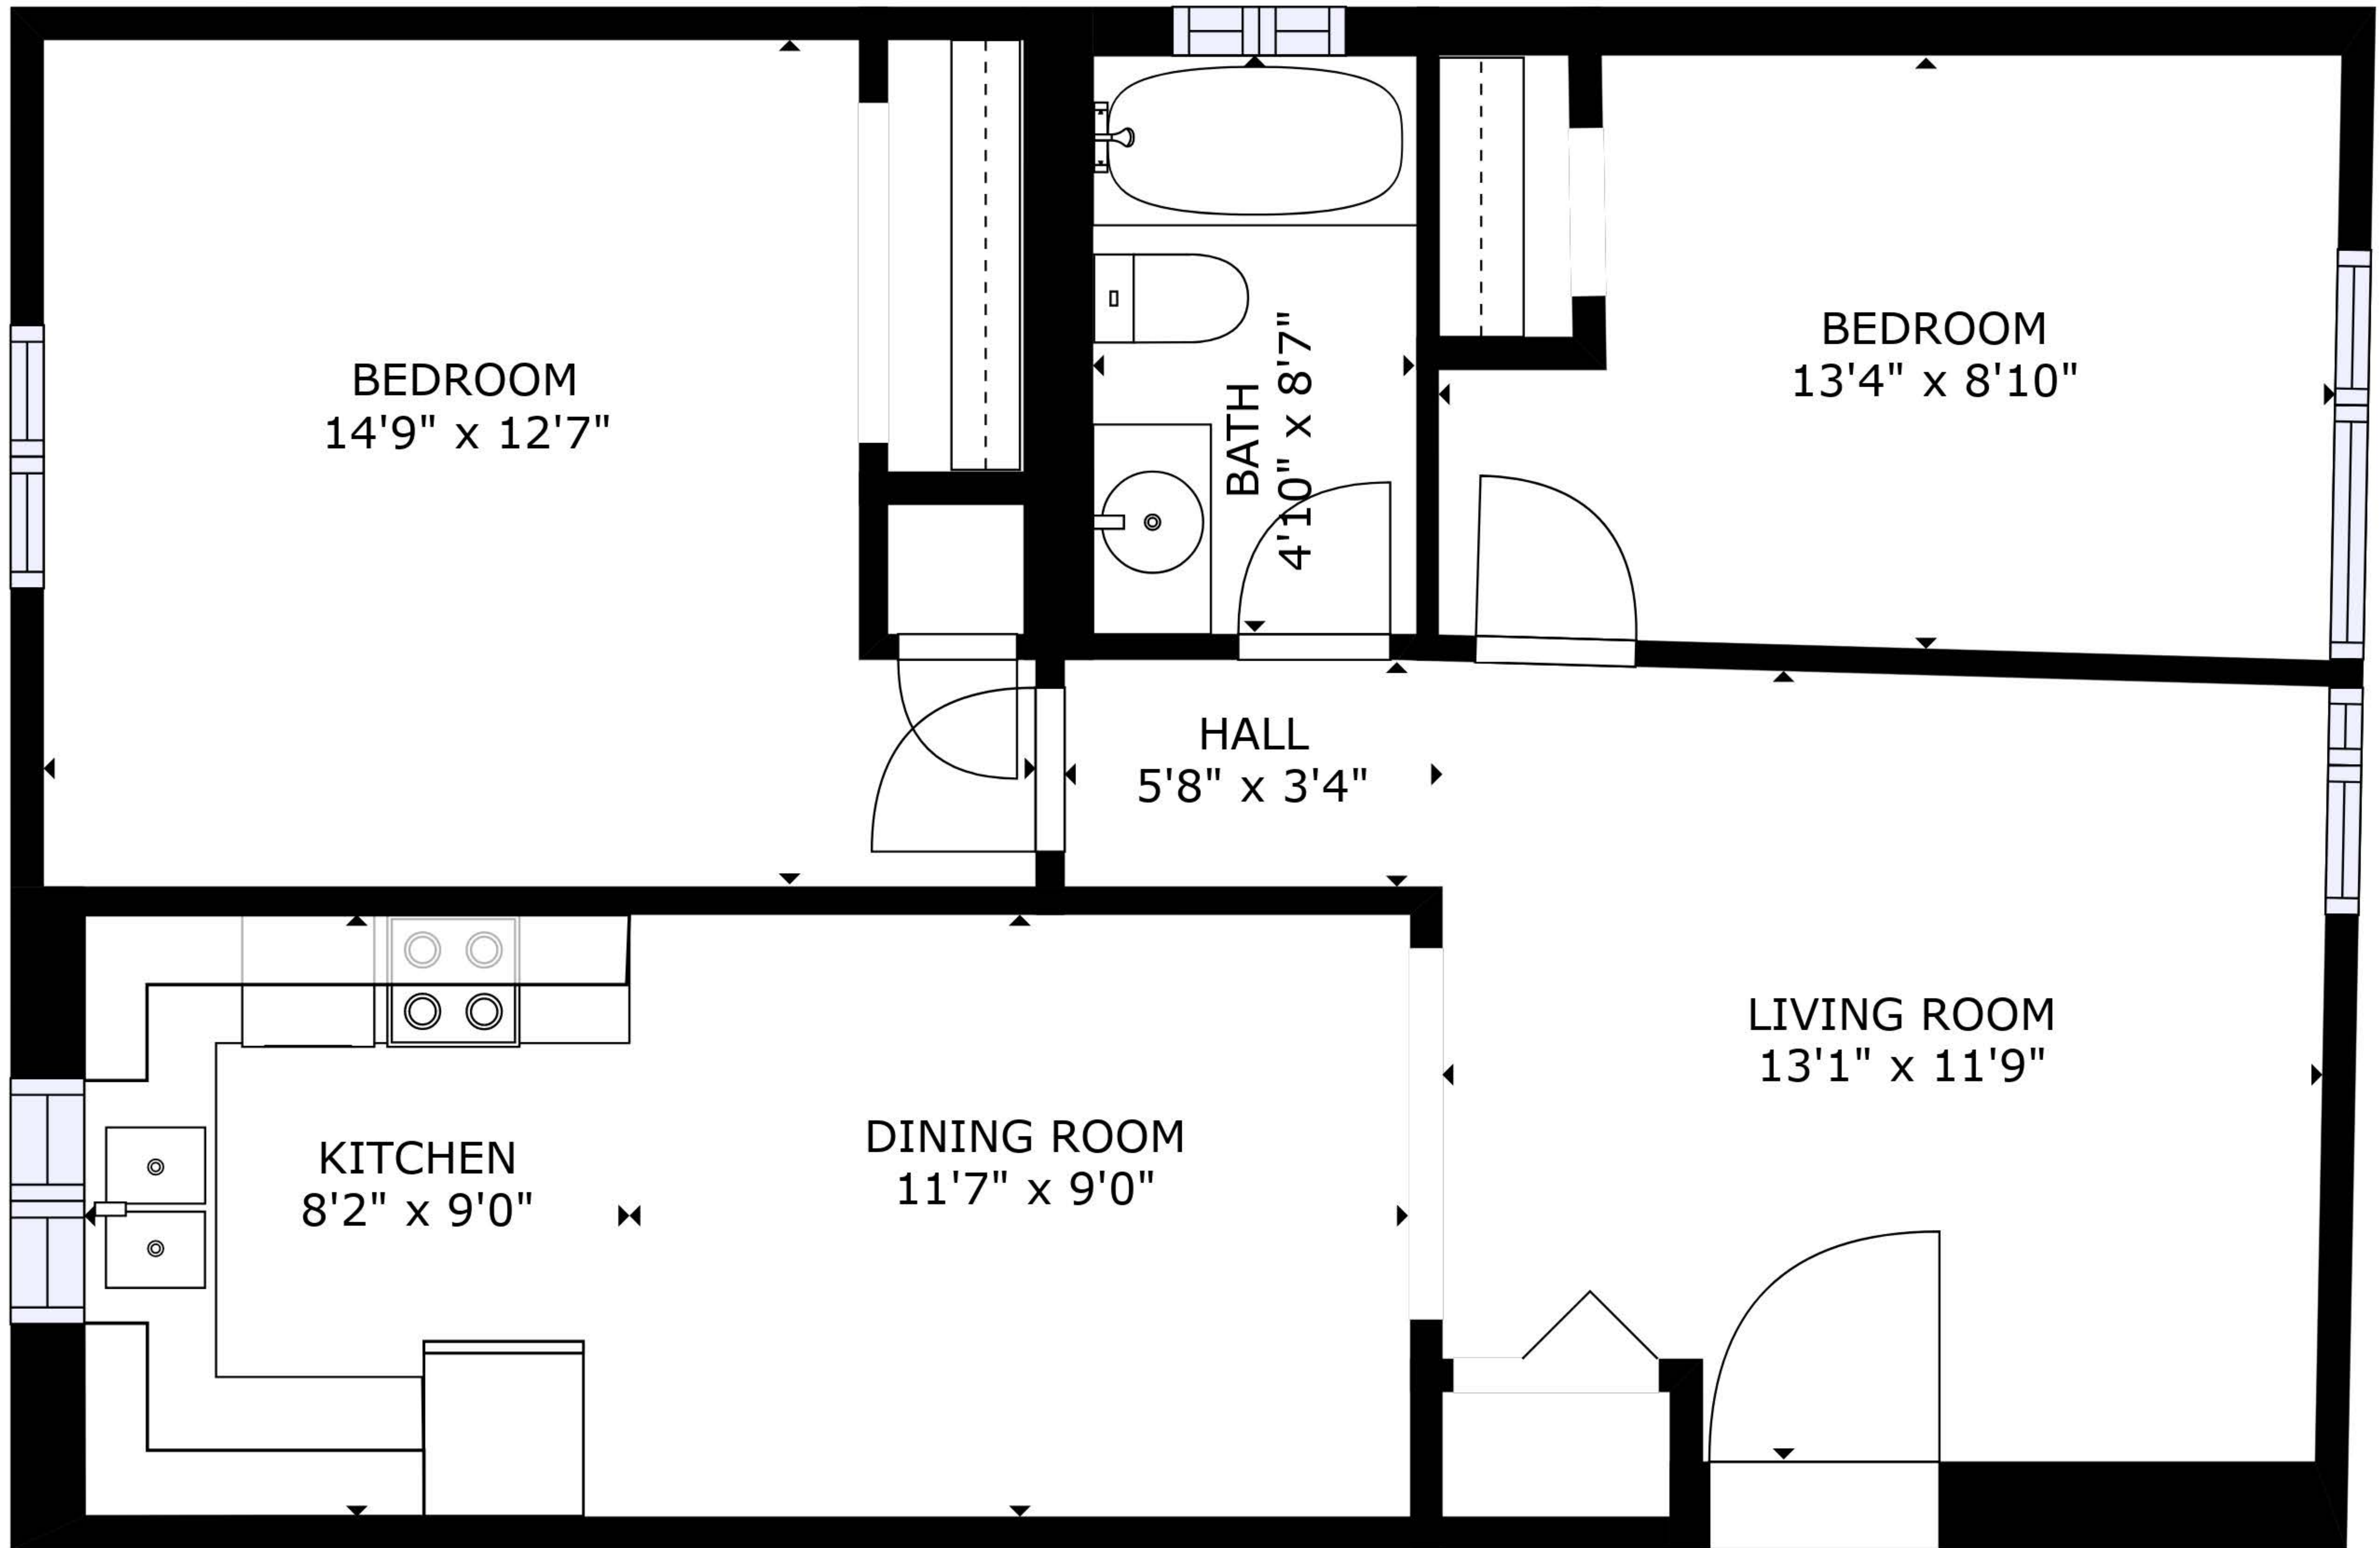 BEDROOM
14'9" x 12'7"
BATH
4'10" x 8'7"
BEDROOM
13'4" x 8'10"
HALL
5'8" x 3'4"
LIVING ROOM
13'1" x 11'9"
KITCHEN
8'2" x 9'0"
DINING ROOM
11'7" x 9'0"